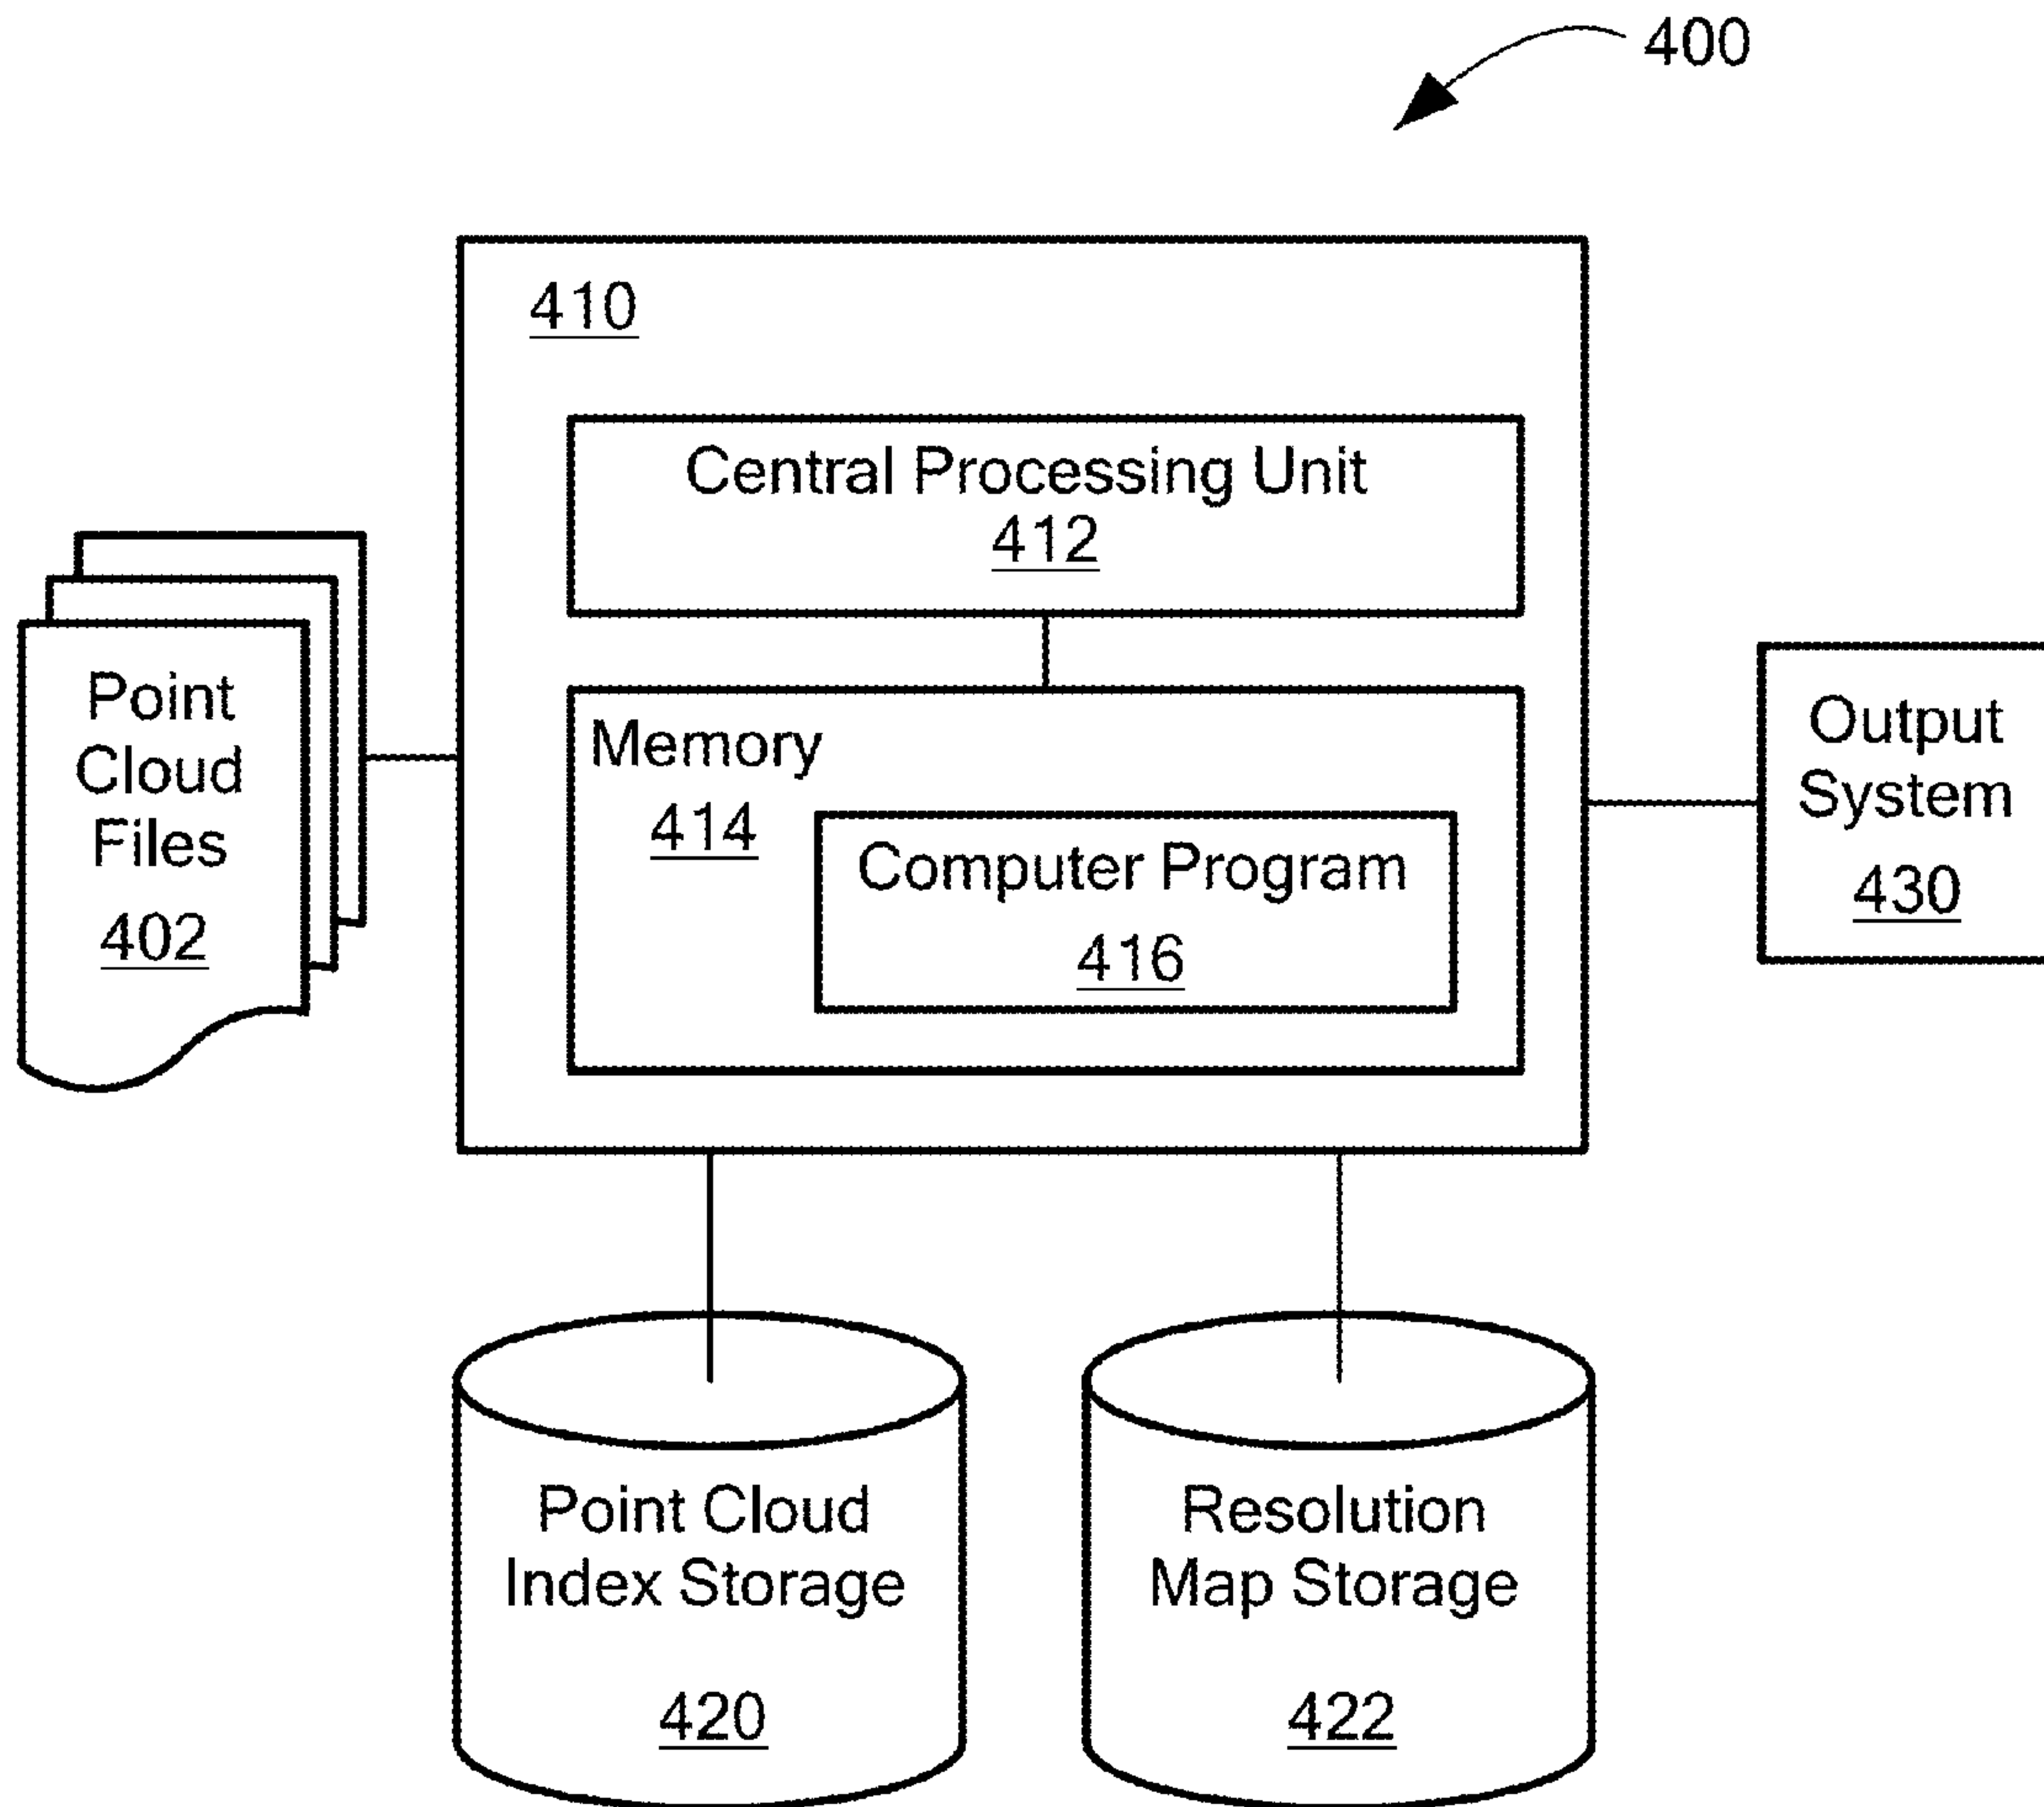 400
410
Central Processing Unit
412
Point
Cloud
Files
402
Memory
414
Computer Program
416
Output
System
430
Point Cloud
Index Storage
420
Resolution
Map Storage
422